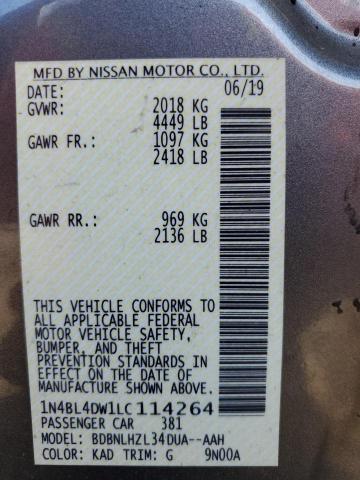 MFD BY NISSAN MOTOR CO., LTD.
DATE: 06/19
GVWR: 2018 KG
4449 LB
GAWR FR.: 1097 KG
2418 LB
GAWR RR.: 969 KG
2136 LB
THIS VEHICLE CONFORMS TO
ALL APPLICABLE FEDERAL
MOTOR VEHICLE SAFETY,
BUMPER, AND THEFT
PREVENTION STANDARDS IN
EFFECT ON THE DATE OF
MANUFACTURE SHOWN ABOVE.
1N4BL4DW1LC114264
PASSENGER CAR 381
MODEL: BDBNLHZL34DUA--AAH
COLOR: KAD TRIM: G 9N00A